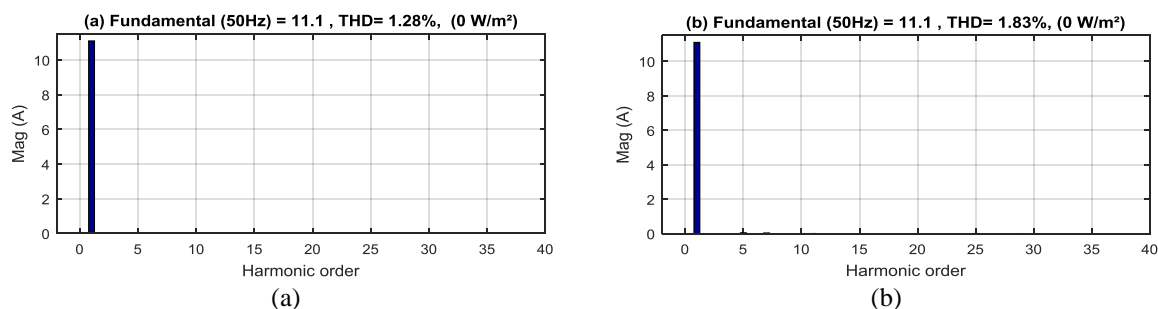 (a) Fundamental (50Hz) = 11.1 , THD= 1.28%, (0 W/m²)
10
8
6
4
2
0
Mag (A)
0 5 10 15 20 25 30 35 40
Harmonic order
(a)
(b) Fundamental (50Hz) = 11.1 , THD= 1.83%, (0 W/m²)
10
8
6
4
2
0
Mag (A)
0 5 10 15 20 25 30 35 40
Harmonic order
(b)